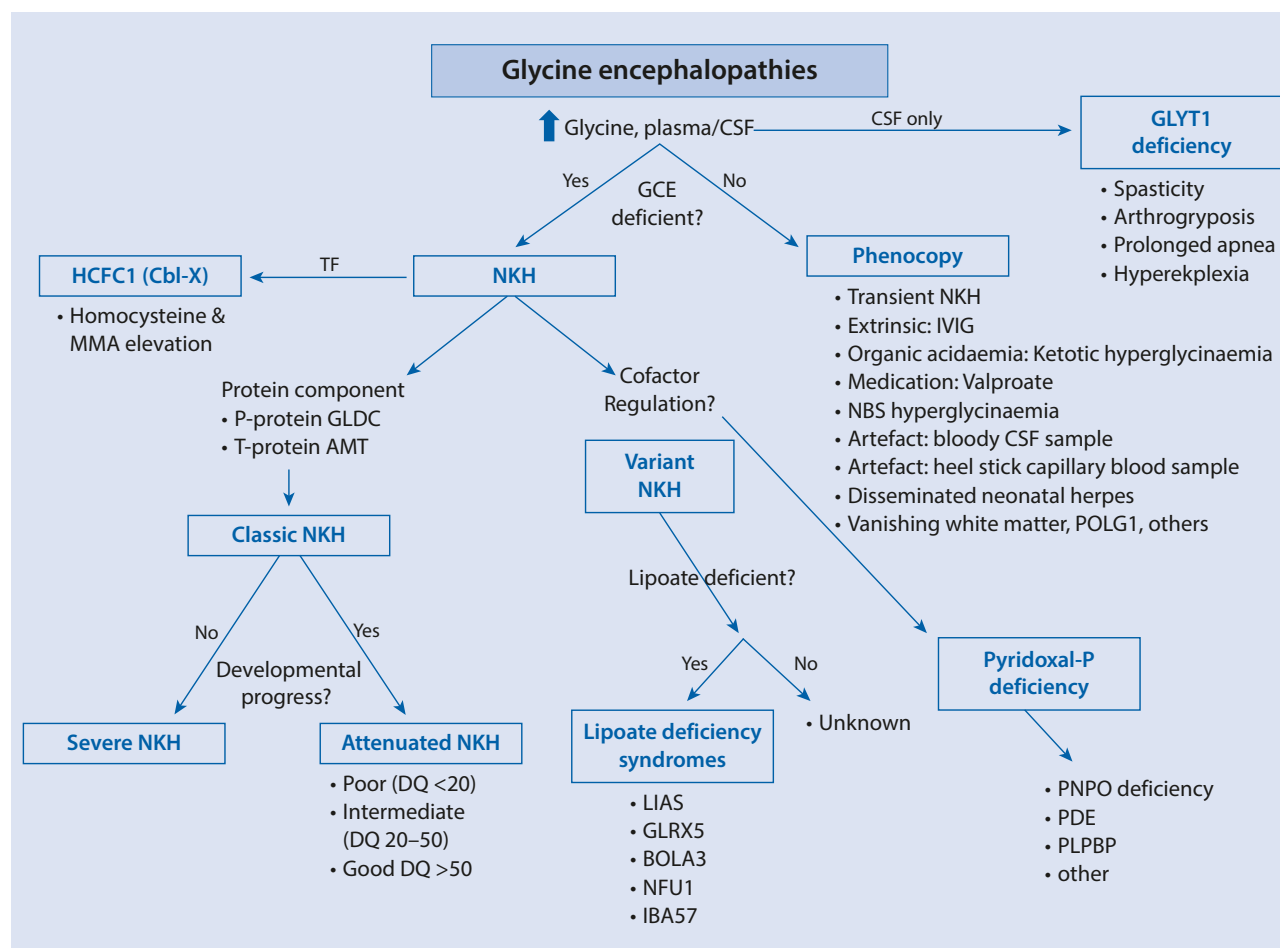 Glycine encephalopathies
Glycine, plasma/CSF
CSF only
GLYT1
deficiency
• Spasticity
• Arthrogryposis
• Prolonged apnea
• Hyperekplexia
Yes
GCE
deficient?
No
HCFC1 (Cbl-X)
• Homocysteine &
MMA elevation
TF
NKH
Phenocopy
• Transient NKH
• Extrinsic: IVIG
• Organic acidaemia: Ketotic hyperglycinaemia
• Medication: Valproate
• NBS hyperglycinaemia
• Artefact: bloody CSF sample
• Artefact: heel stick capillary blood sample
• Disseminated neonatal herpes
• Vanishing white matter, POLG1, others
Protein component
• P-protein GLDC
• T-protein AMT
Cofactor
Regulation?
Variant
NKH
Classic NKH
Lipoate deficient?
No
Yes
Developmental
progress?
Yes
No
Pyridoxal-P
deficiency
Severe NKH
Attenuated NKH
• Poor (DQ <20)
• Intermediate
(DQ 20–50)
• Good DQ >50
Lipoate deficiency
syndromes
• LIAS
• GLRX5
• BOLA3
• NFU1
• IBA57
• Unknown
• PNPO deficiency
• PDE
• PLPBP
• other